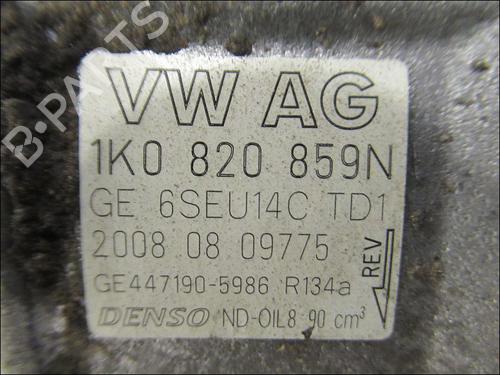 VW AG
1K0 820 859N
GE 6SEU14C TD1
2008 08 09775
GE447190-5986 R134a
REV
DENSO ND-OIL8 90 cm³
B-PARTS